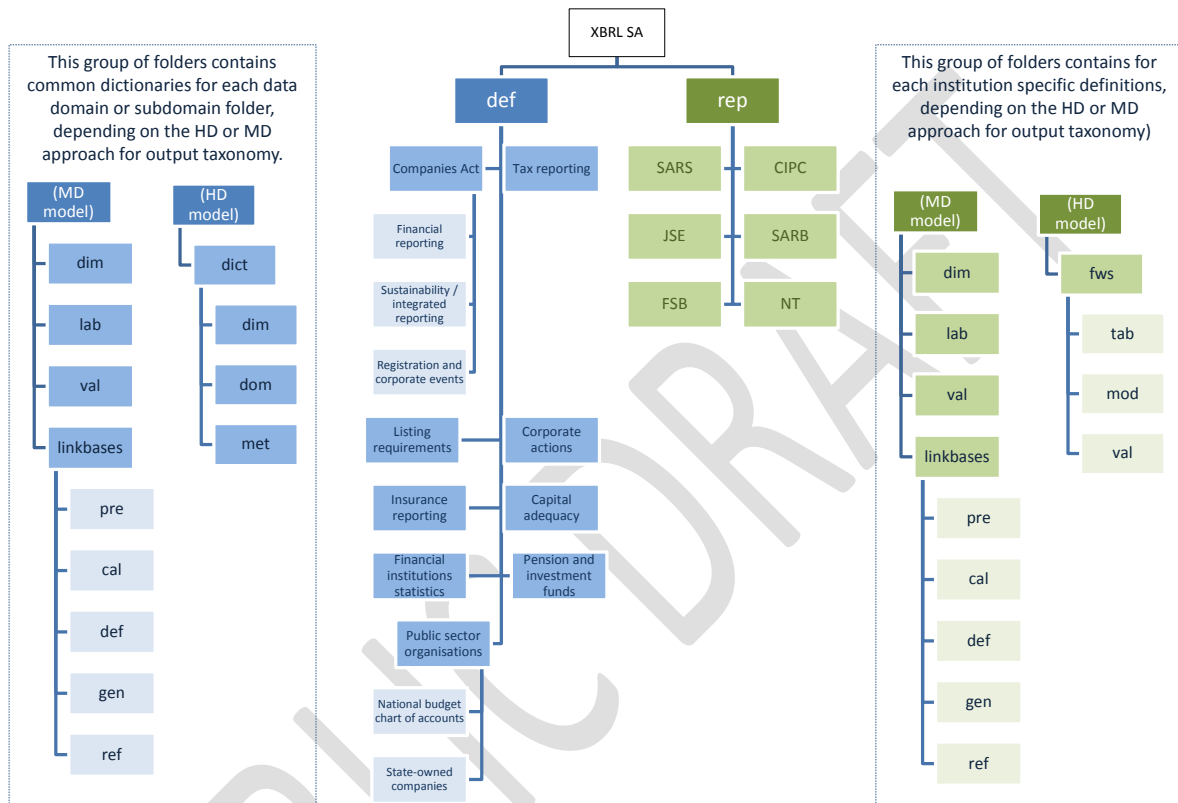 XBRL SA
This group of folders contains
common dictionaries for each data
domain or subdomain folder,
depending on the HD or MD
approach for output taxonomy.
(MD
model)
dim
lab
val
linkbases
pre
cal
def
gen
ref
(HD
model)
dict
dim
dom
met
def
Companies Act
Tax reporting
Financial
reporting
Sustainability /
integrated
reporting
Registration and
corporate events
Listing
requirements
Corporate
actions
Insurance
reporting
Capital
adequacy
Financial
institutions
statistics
Pension and
investment
funds
Public sector
organisations
National budget
chart of accounts
State-owned
companies
rep
SARS
CIPC
JSE
SARB
FSB
NT
This group of folders contains for
each institution specific definitions,
depending on the HD or MD
approach for output taxonomy)
(MD
model)
dim
lab
val
linkbases
pre
cal
def
gen
ref
(HD
model)
fws
tab
mod
val
DRAFT